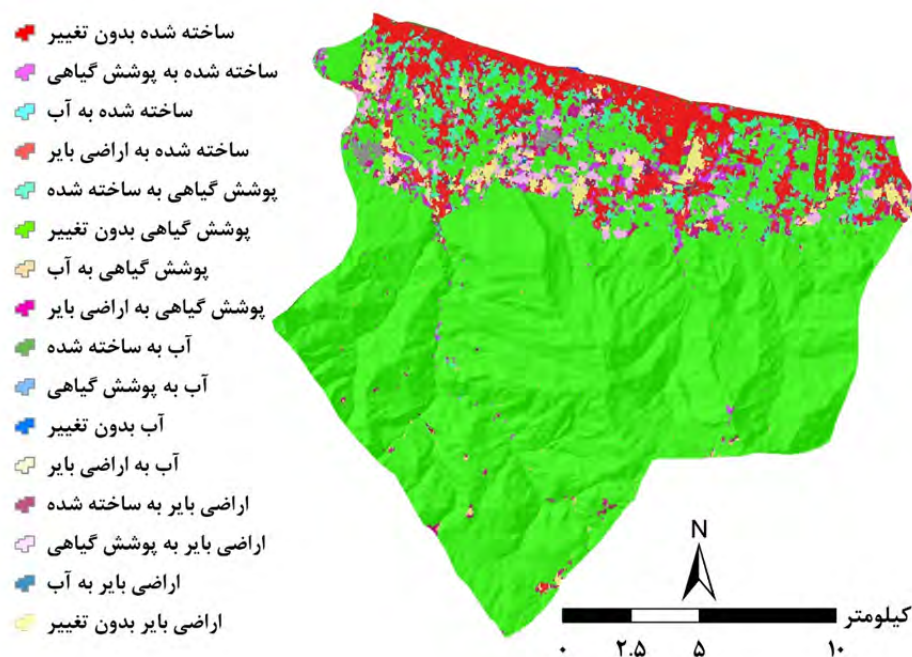 ساخته شده بدون تغییر
ساخته شده به پوشش گیاهی
ساخته شده به آب
ساخته شده به اراضی بایر
پوشش گیاهی به ساخته شده
پوشش گیاهی بدون تغییر
پوشش گیاهی به آب
پوشش گیاهی به اراضی بایر
آب به ساخته شده
آب به پوشش گیاهی
آب بدون تغییر
آب به اراضی بایر
اراضی بایر به ساخته شده
اراضی بایر به پوشش گیاهی
اراضی بایر به آب
اراضی بایر بدون تغییر
N
کیلومتر
۰ ۲.۵ ۵ ۱۰